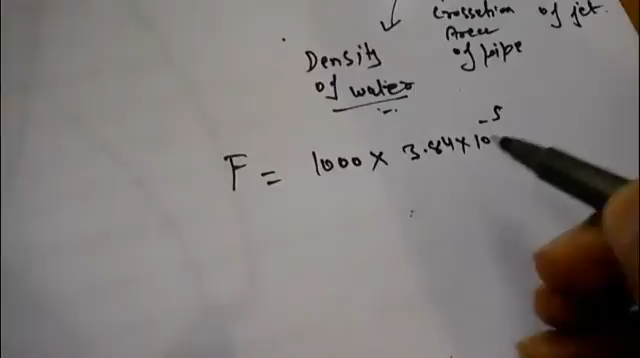 Crossection of jet.
Area
Density of pipe
of water
F = 1000 × 3.84×10⁻⁵